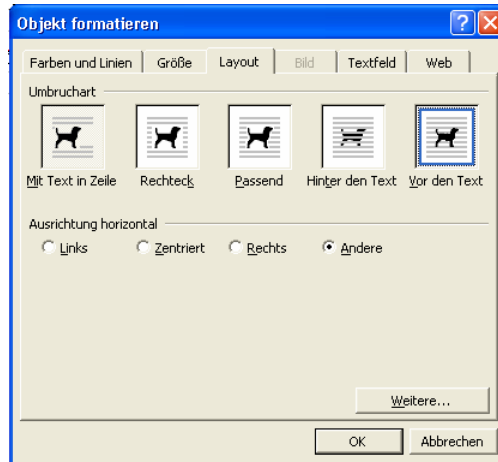 Objekt formatieren
Farben und Linien Größe Layout Bild Textfeld Web
Umbruchart
Mit Text in Zeile Rechteck Passend Hinter den Text Vor den Text
Ausrichtung horizontal
Links Zentriert Rechts Andere
Weitere...
OK Abbrechen